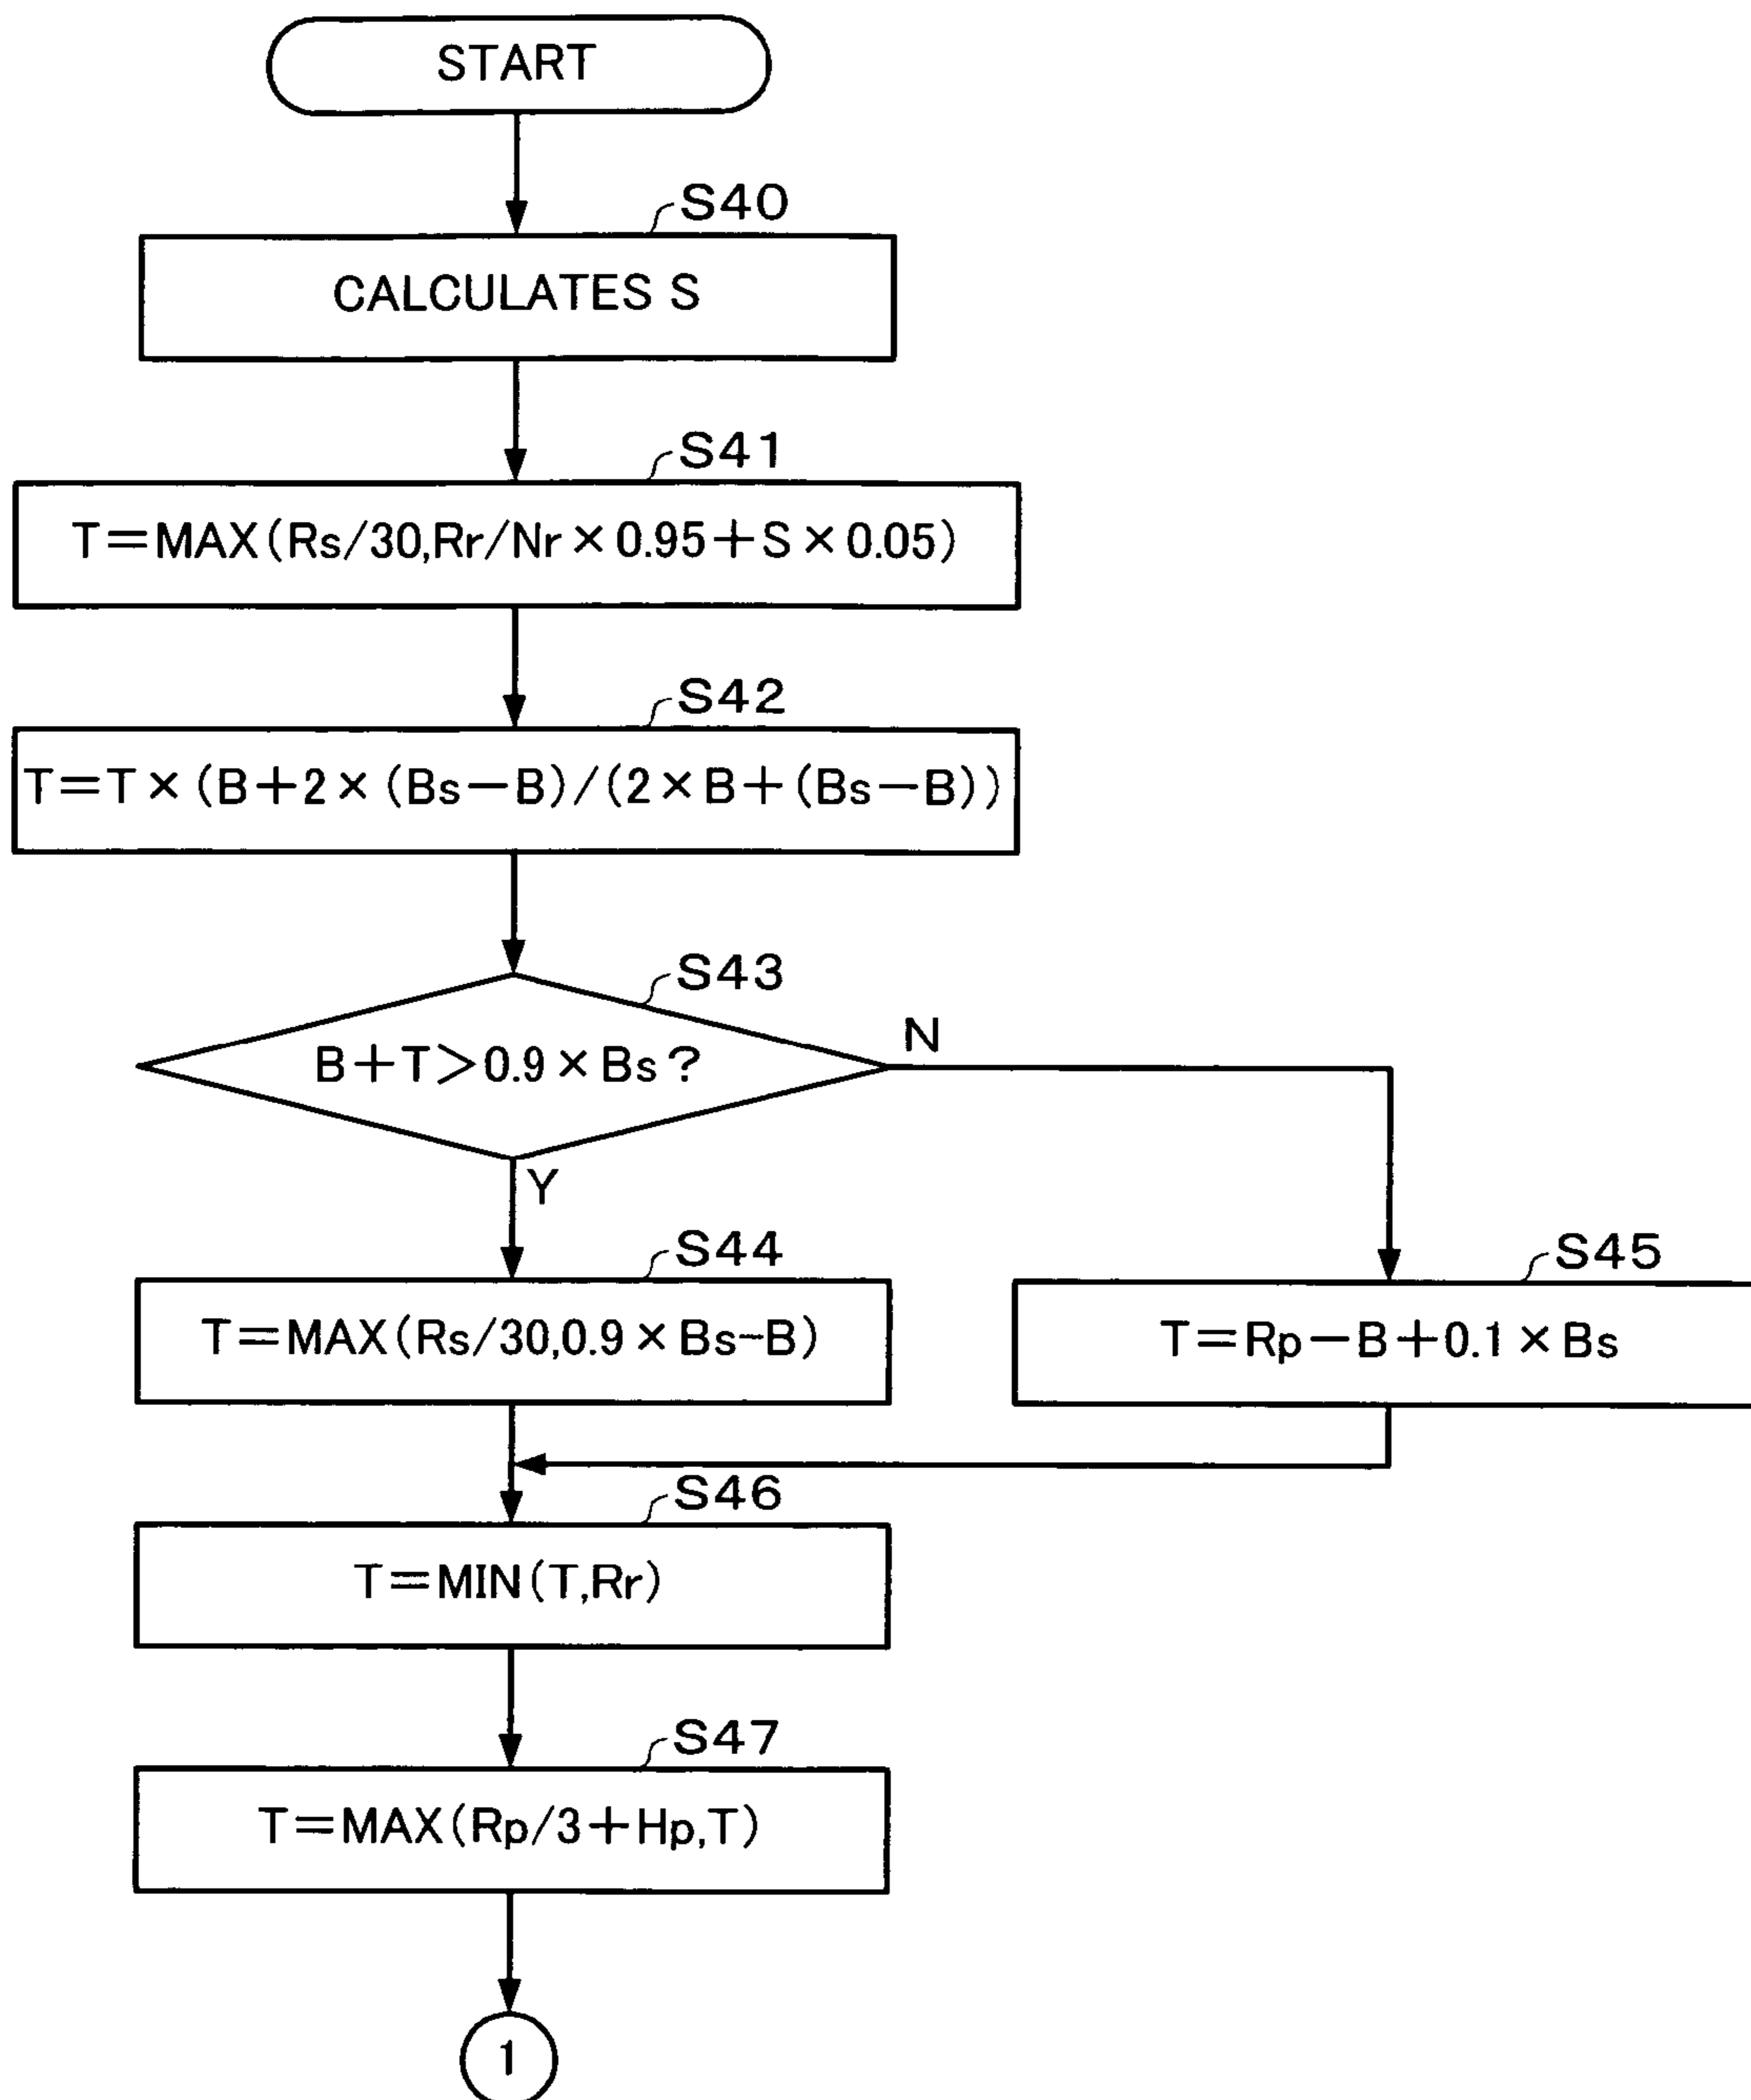 START
S40
CALCULATES S
S41
T=MAX(Rs/30,Rr/Nr×0.95+S×0.05)
S42
T=T×(B+2×(Bs−B)/(2×B+(Bs−B))
S43
B+T>0.9×Bs?
N
Y
S44
T=MAX(Rs/30,0.9×Bs-B)
S45
T=Rp−B+0.1×Bs
S46
T=MIN(T,Rr)
S47
T=MAX(Rp/3+Hp,T)
1